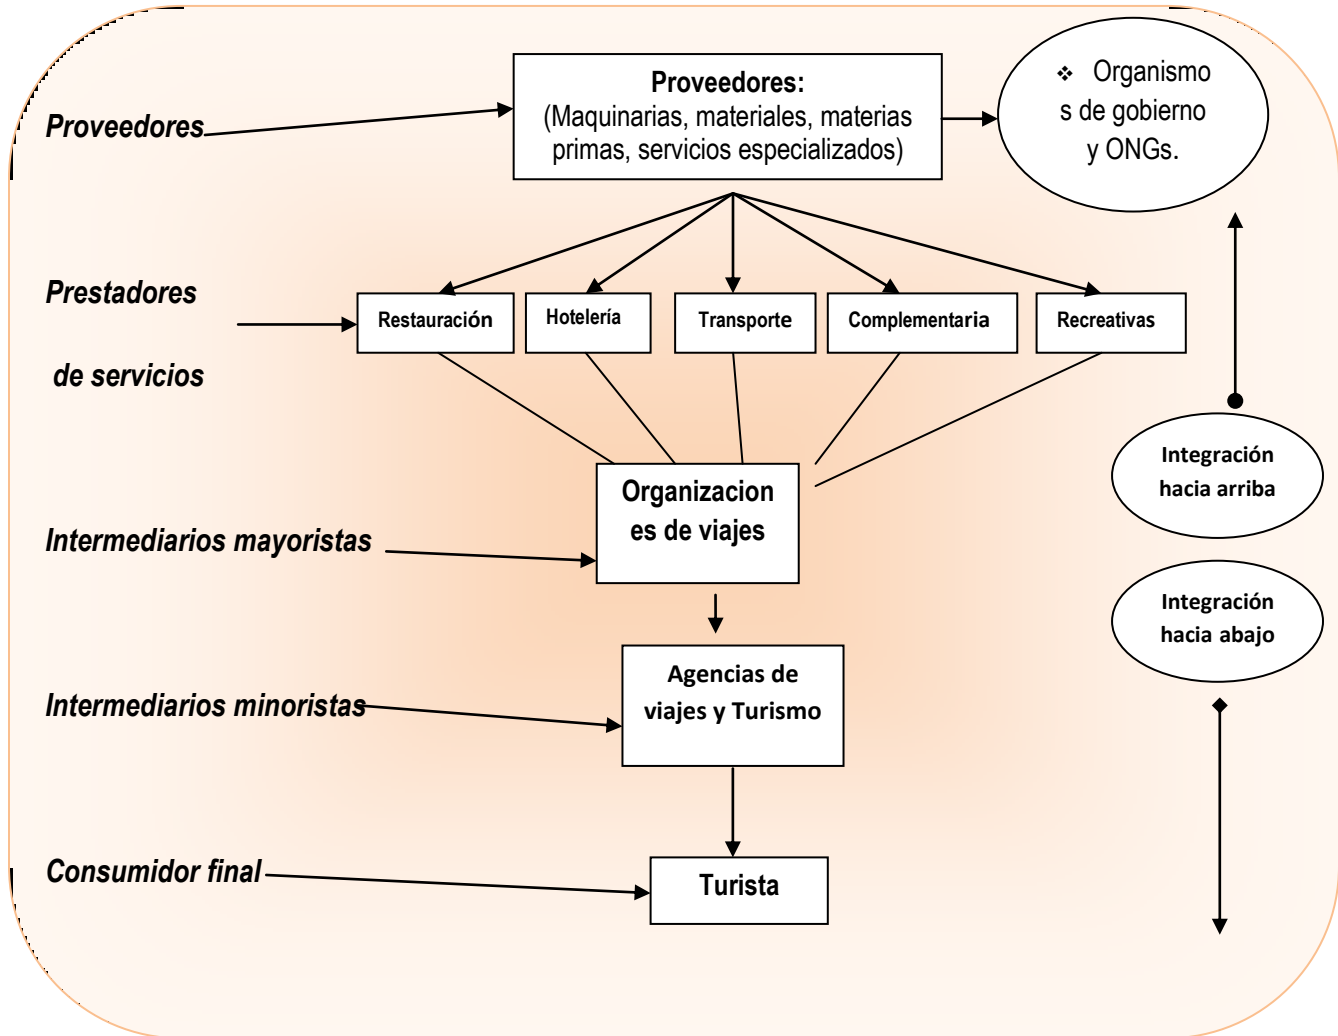 Proveedores
Proveedores:
(Maquinarias, materiales, materias
primas, servicios especializados)
❖ Organismo
s de gobierno
y ONGs.
Prestadores
de servicios
Restauración
Hotelería
Transporte
Complementaria
Recreativas
Integración
hacia arriba
Organizacion
es de viajes
Intermediarios mayoristas
Integración
hacia abajo
Agencias de
viajes y Turismo
Intermediarios minoristas
Consumidor final
Turista